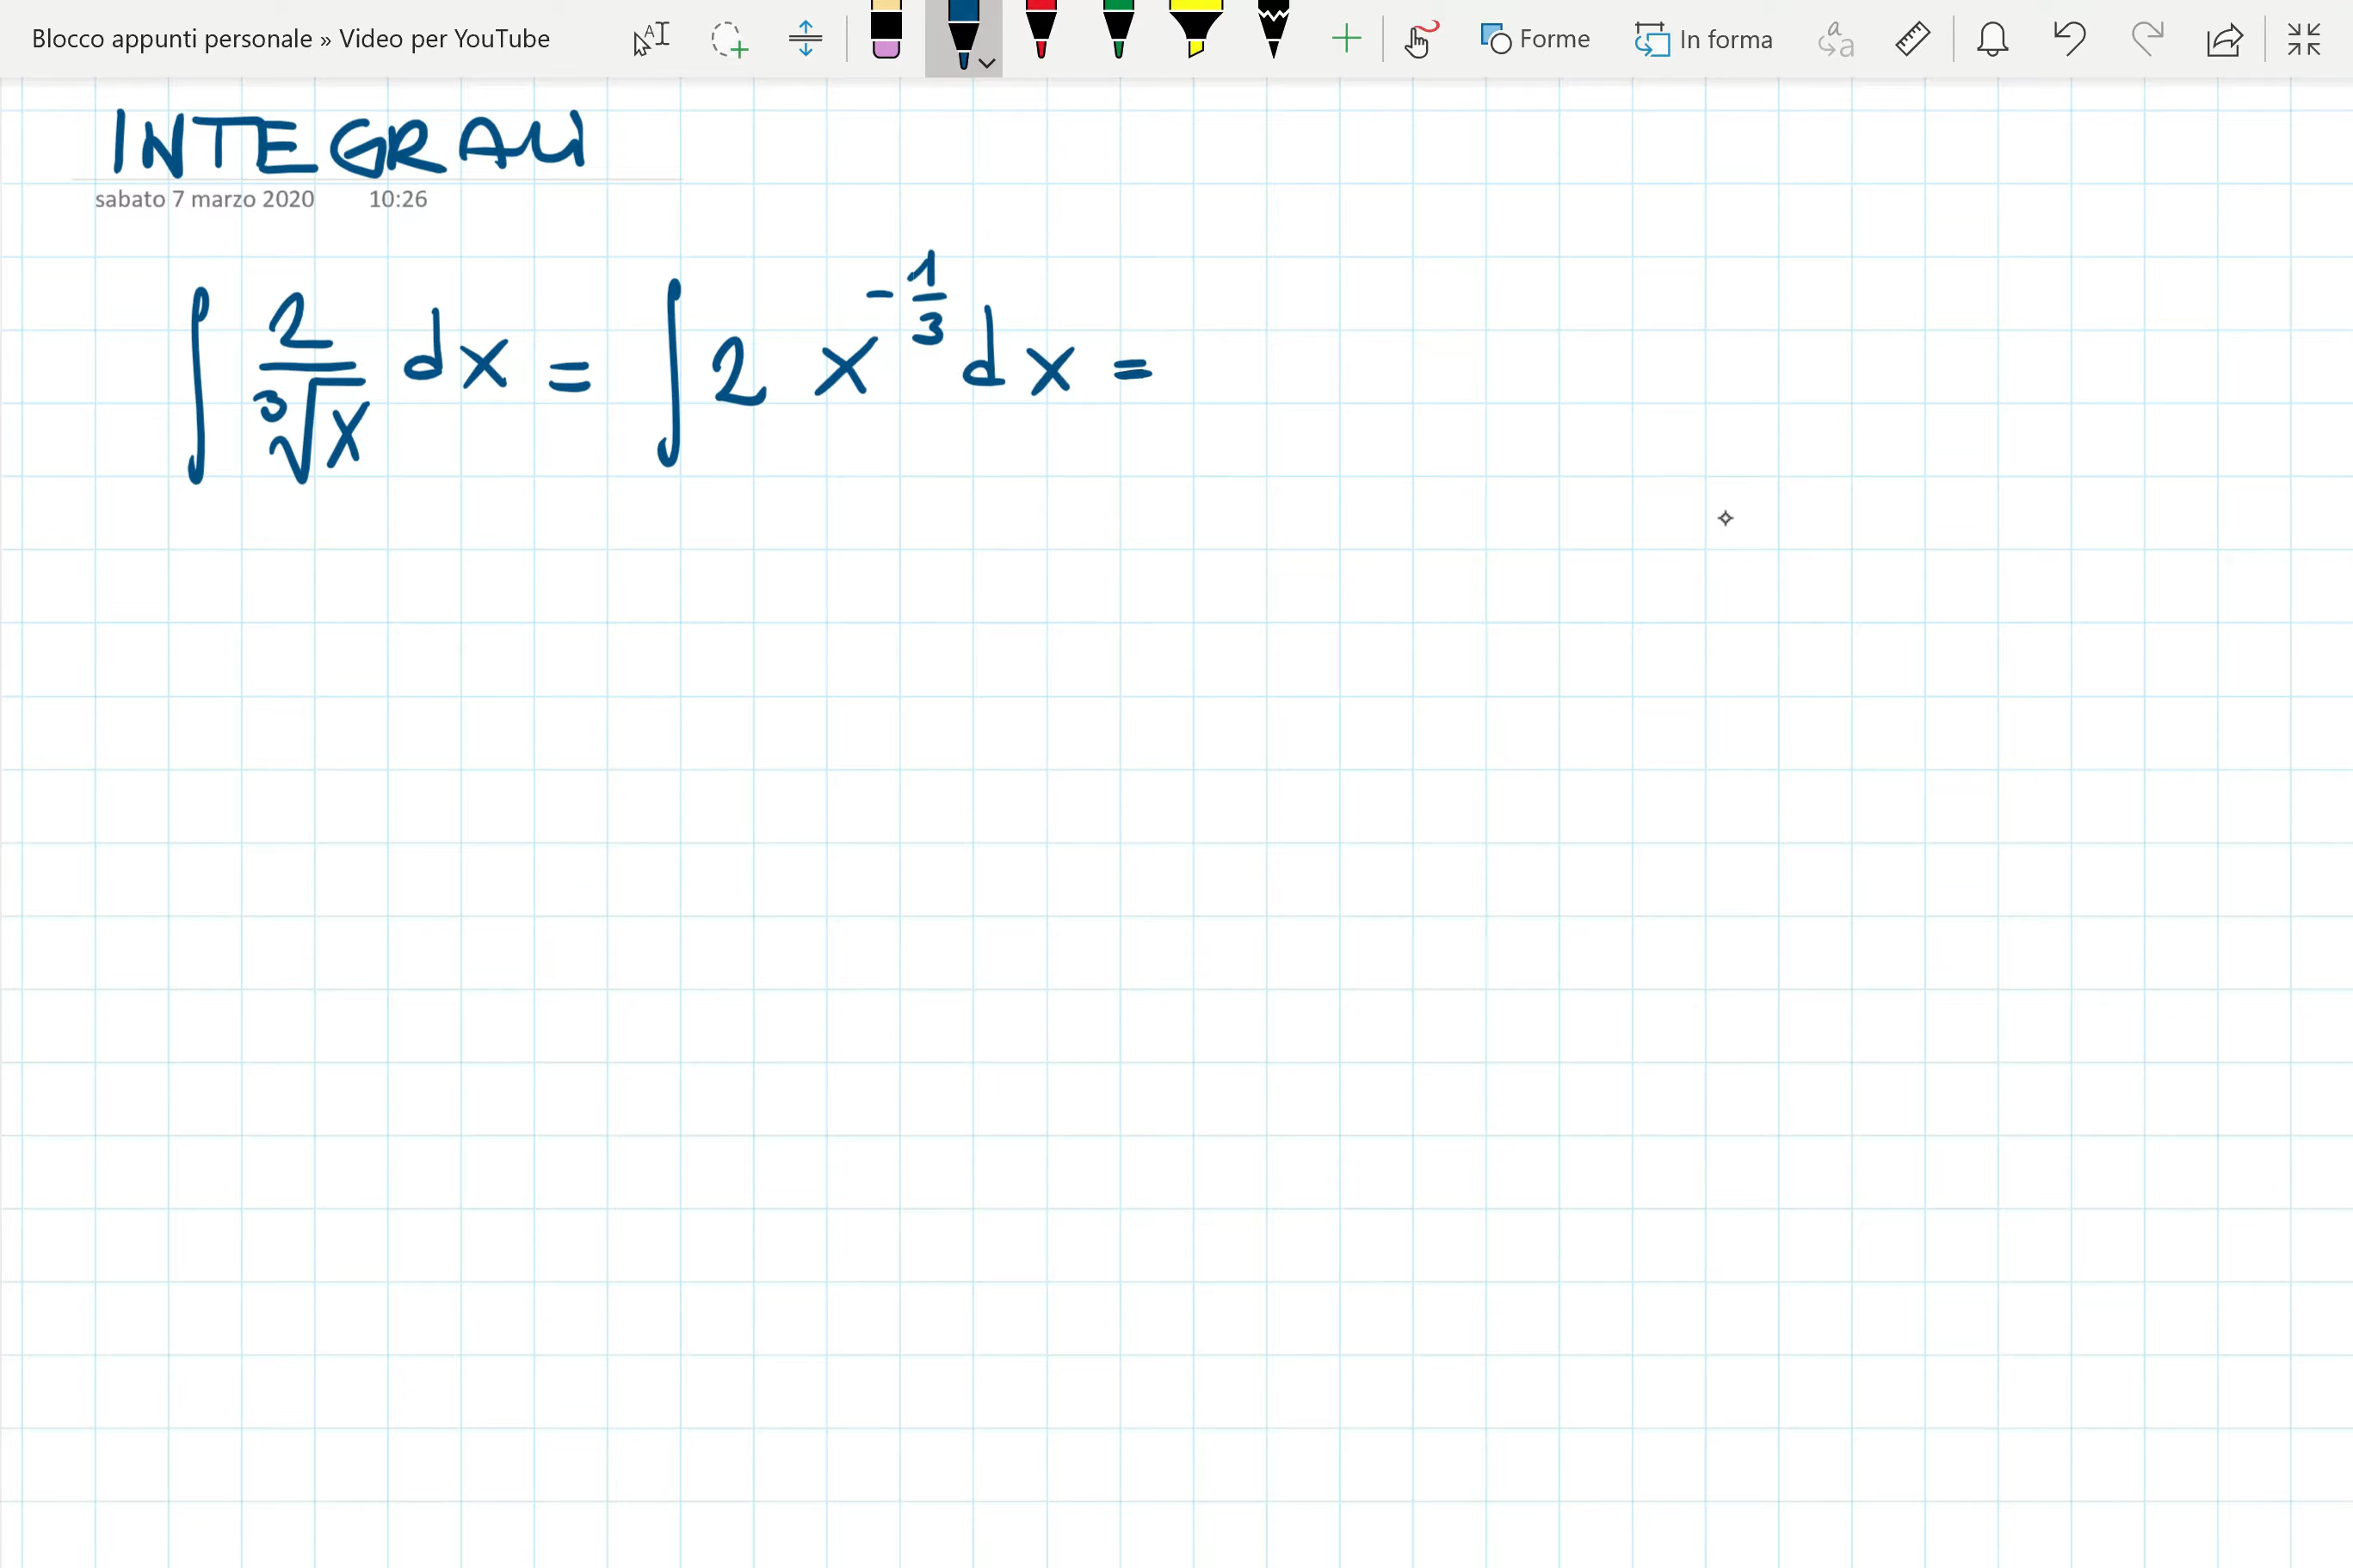 Blocco appunti personale » Video per YouTube Forme In forma
INTEGRALI
sabato 7 marzo 2020 10:26
∫ 2/∛x dx = ∫ 2 x^(-1/3) dx =